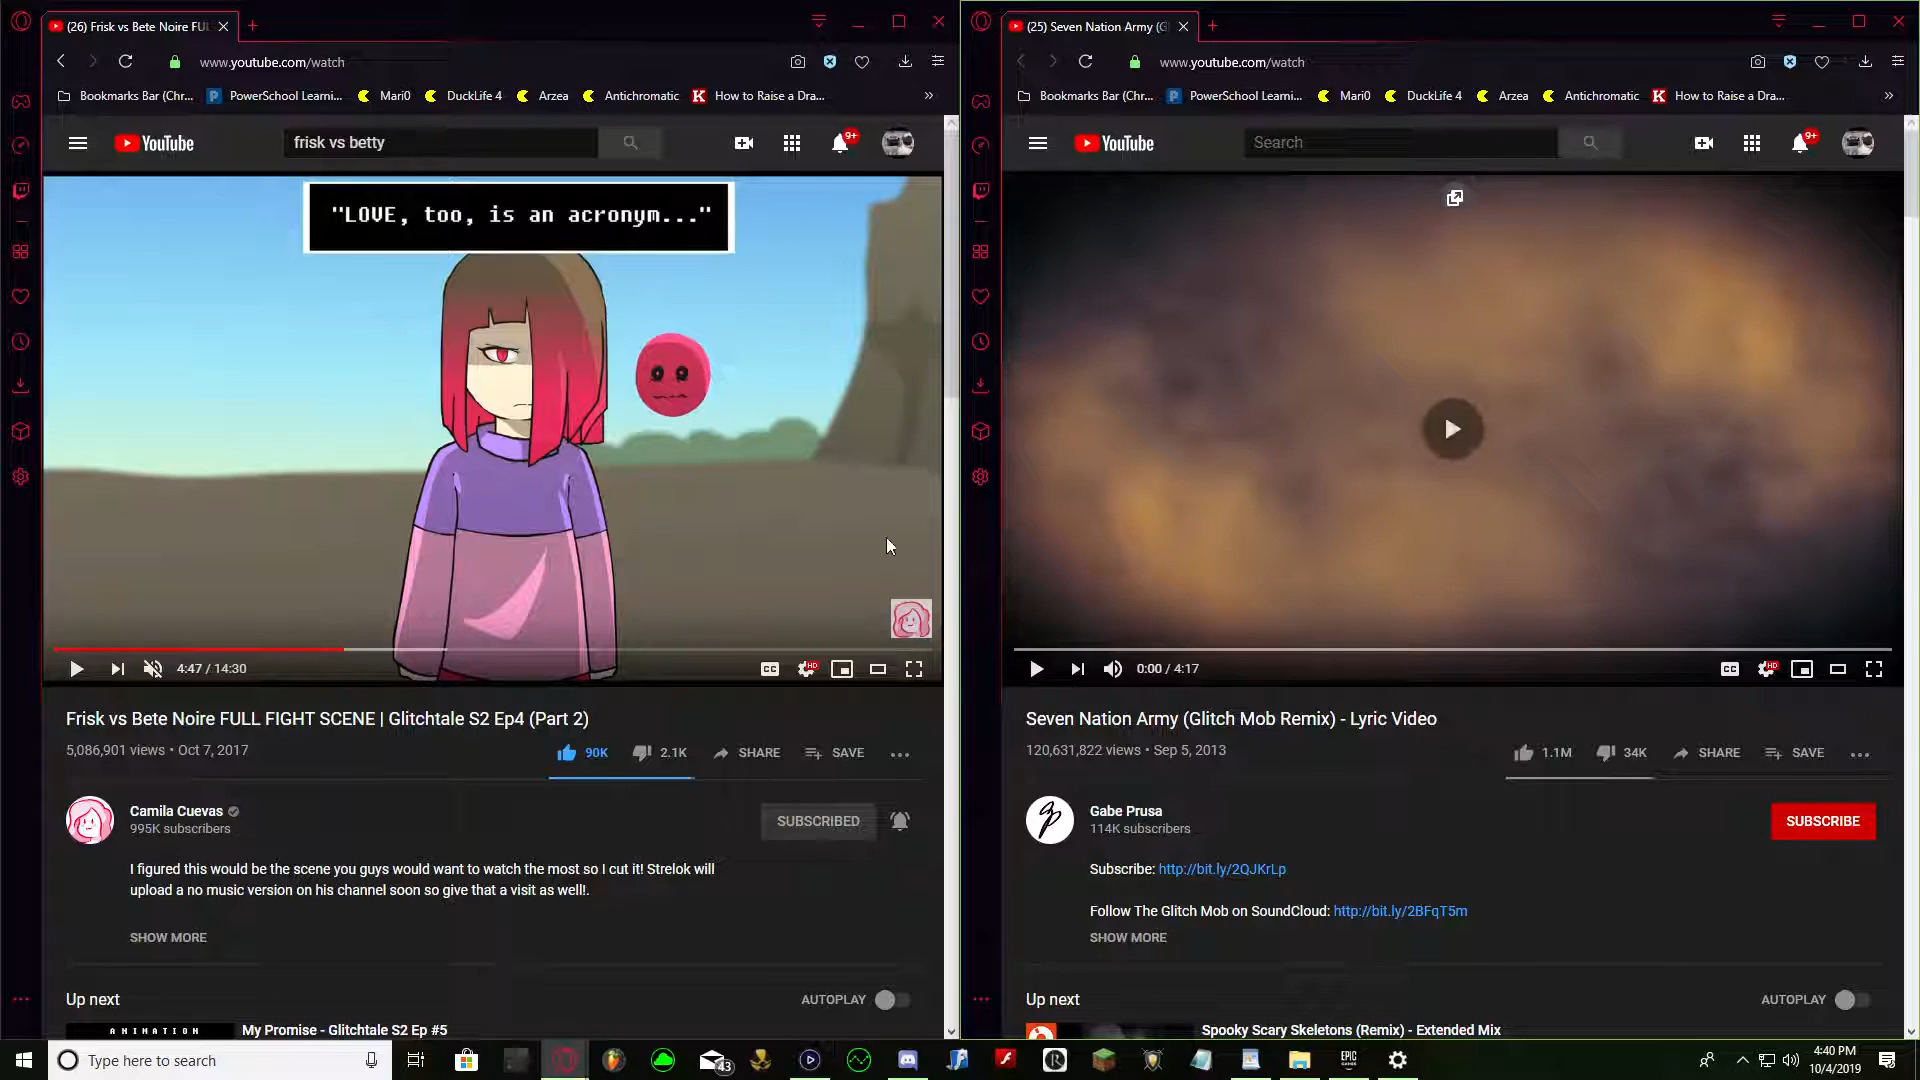 (26) Frisk vs Bete Noire FUL
www.youtube.com/watch
Bookmarks Bar (Chr... PowerSchool Learni... Mari0 DuckLife 4 Arzea Antichromatic How to Raise a Dra...
YouTube
frisk vs betty
9+
"LOVE, too, is an acronym..."
4:47 / 14:30
CC
HD
Frisk vs Bete Noire FULL FIGHT SCENE | Glitchtale S2 Ep4 (Part 2)
5,086,901 views • Oct 7, 2017
90K 2.1K SHARE SAVE
Camila Cuevas
995K subscribers
SUBSCRIBED
I figured this would be the scene you guys would want to watch the most so I cut it! Strelok will
upload a no music version on his channel soon so give that a visit as well!.
SHOW MORE
Up next
AUTOPLAY
ANIMATION
My Promise - Glitchtale S2 Ep #5
(25) Seven Nation Army (G
www.youtube.com/watch
Bookmarks Bar (Chr... PowerSchool Learni... Mari0 DuckLife 4 Arzea Antichromatic How to Raise a Dra...
YouTube
Search
9+
0:00 / 4:17
CC
HD
Seven Nation Army (Glitch Mob Remix) - Lyric Video
120,631,822 views • Sep 5, 2013
1.1M 34K SHARE SAVE
Gabe Prusa
114K subscribers
SUBSCRIBE
Subscribe: http://bit.ly/2QJKrLp
Follow The Glitch Mob on SoundCloud: http://bit.ly/2BFqT5m
SHOW MORE
Up next
AUTOPLAY
Spooky Scary Skeletons (Remix) - Extended Mix
Type here to search
43
EPIC
GAMES
4:40 PM
10/4/2019